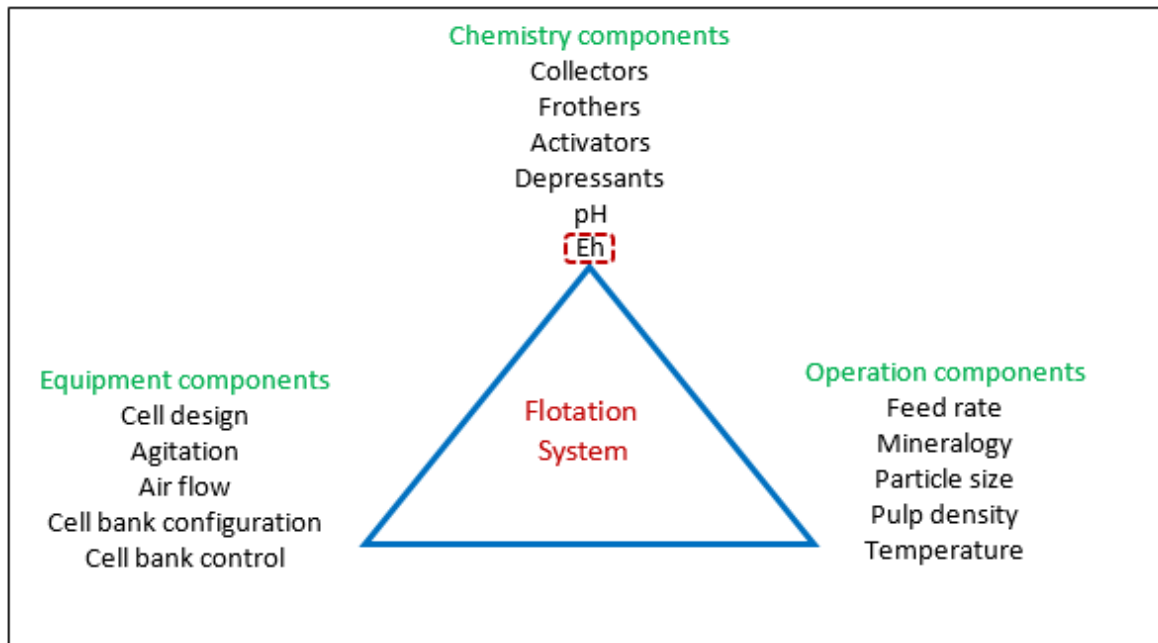 Chemistry components
Collectors
Frothers
Activators
Depressants
pH
Eh
Equipment components
Cell design
Agitation
Air flow
Cell bank configuration
Cell bank control
Flotation
System
Operation components
Feed rate
Mineralogy
Particle size
Pulp density
Temperature